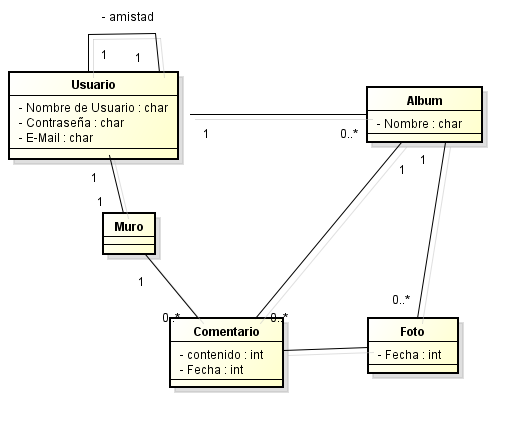 - amistad
1
1
Usuario
- Nombre de Usuario : char
- Contraseña : char
- E-Mail : char
1
0..*
Album
- Nombre : char
1
1
Muro
1
1
1
0..*
0..*
0..*
Comentario
- contenido : int
- Fecha : int
Foto
- Fecha : int